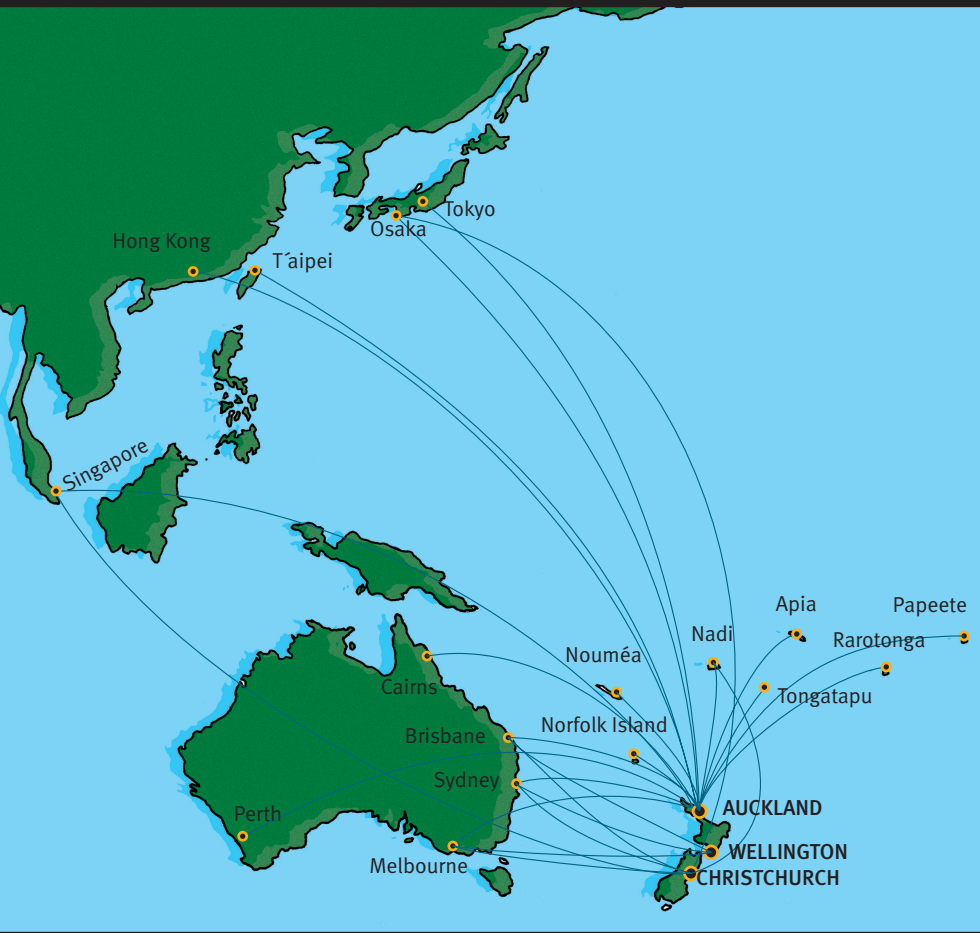 Tokyo
Osaka
Hong Kong
T´aipei
Singapore
Apia
Papeete
Nadi
Rarotonga
Nouméa
Cairns
Tongatapu
Norfolk Island
Brisbane
Sydney
Perth
AUCKLAND
WELLINGTON
Melbourne
CHRISTCHURCH